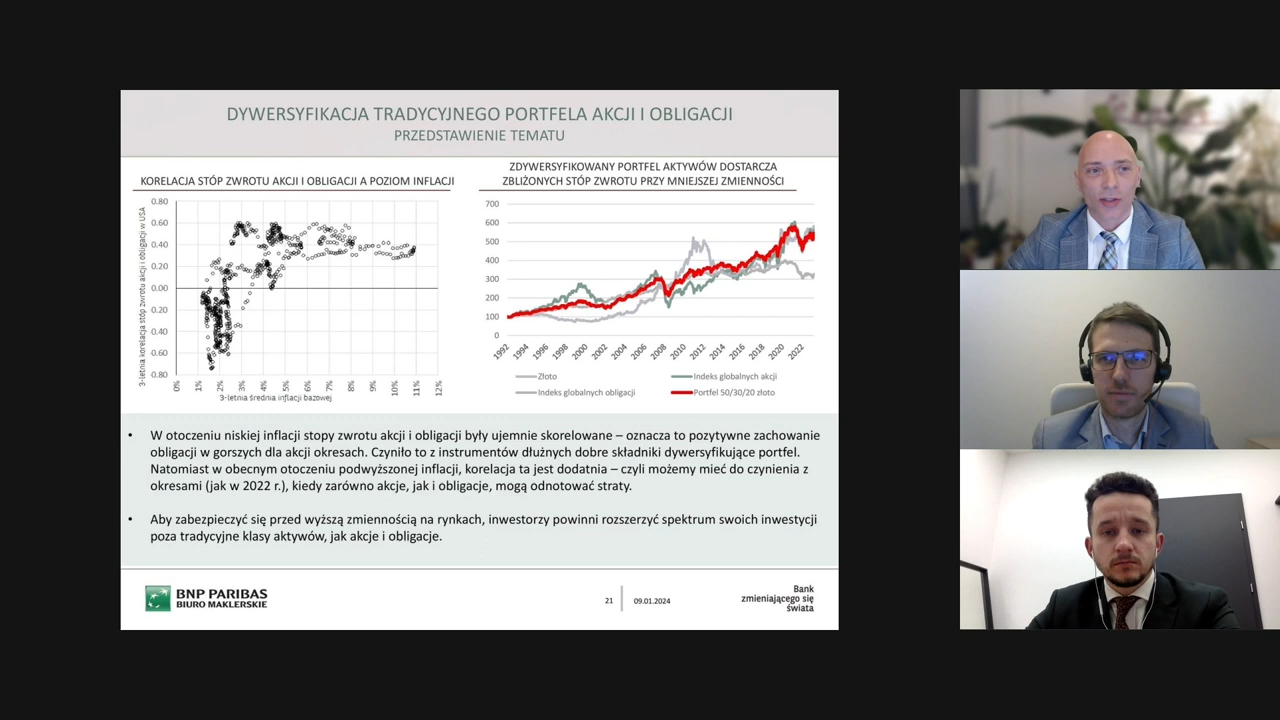 DYWERSYFIKACJA TRADYCYJNEGO PORTFELA AKCJI I OBLIGACJI
PRZEDSTAWIENIE TEMATU
KORELACJA STÓP ZWROTU AKCJI I OBLIGACJI A POZIOM INFLACJI
3-letnia korelacja stóp zwrotu akcji i obligacji w USA
0.80
0.60
0.40
0.20
0.00
0.20
0.40
0.60
0.80
0%
1%
2%
3%
4%
5%
6%
7%
8%
9%
10%
11%
12%
3-letnia średnia inflacji bazowej
ZDYWERSYFIKOWANY PORTFEL AKTYWÓW DOSTARCZA
ZBLIŻONYCH STÓP ZWROTU PRZY MNIEJSZEJ ZMIENNOŚCI
700
600
500
400
300
200
100
0
1992
1994
1996
1998
2000
2002
2004
2006
2008
2010
2012
2014
2016
2018
2020
2022
Złoto
Indeks globalnych akcji
Indeks globalnych obligacji
Portfel 50/30/20 złoto
• W otoczeniu niskiej inflacji stopy zwrotu akcji i obligacji były ujemnie skorelowane – oznacza to pozytywne zachowanie
obligacji w gorszych dla akcji okresach. Czyniło to z instrumentów dłużnych dobre składniki dywersyfikujące portfel.
Natomiast w obecnym otoczeniu podwyższonej inflacji, korelacja ta jest dodatnia – czyli możemy mieć do czynienia z
okresami (jak w 2022 r.), kiedy zarówno akcje, jak i obligacje, mogą odnotować straty.
• Aby zabezpieczyć się przed wyższą zmiennością na rynkach, inwestorzy powinni rozszerzyć spektrum swoich inwestycji
poza tradycyjne klasy aktywów, jak akcje i obligacje.
BNP PARIBAS
BIURO MAKLERSKIE
21
09.01.2024
Bank
zmieniającego się
świata